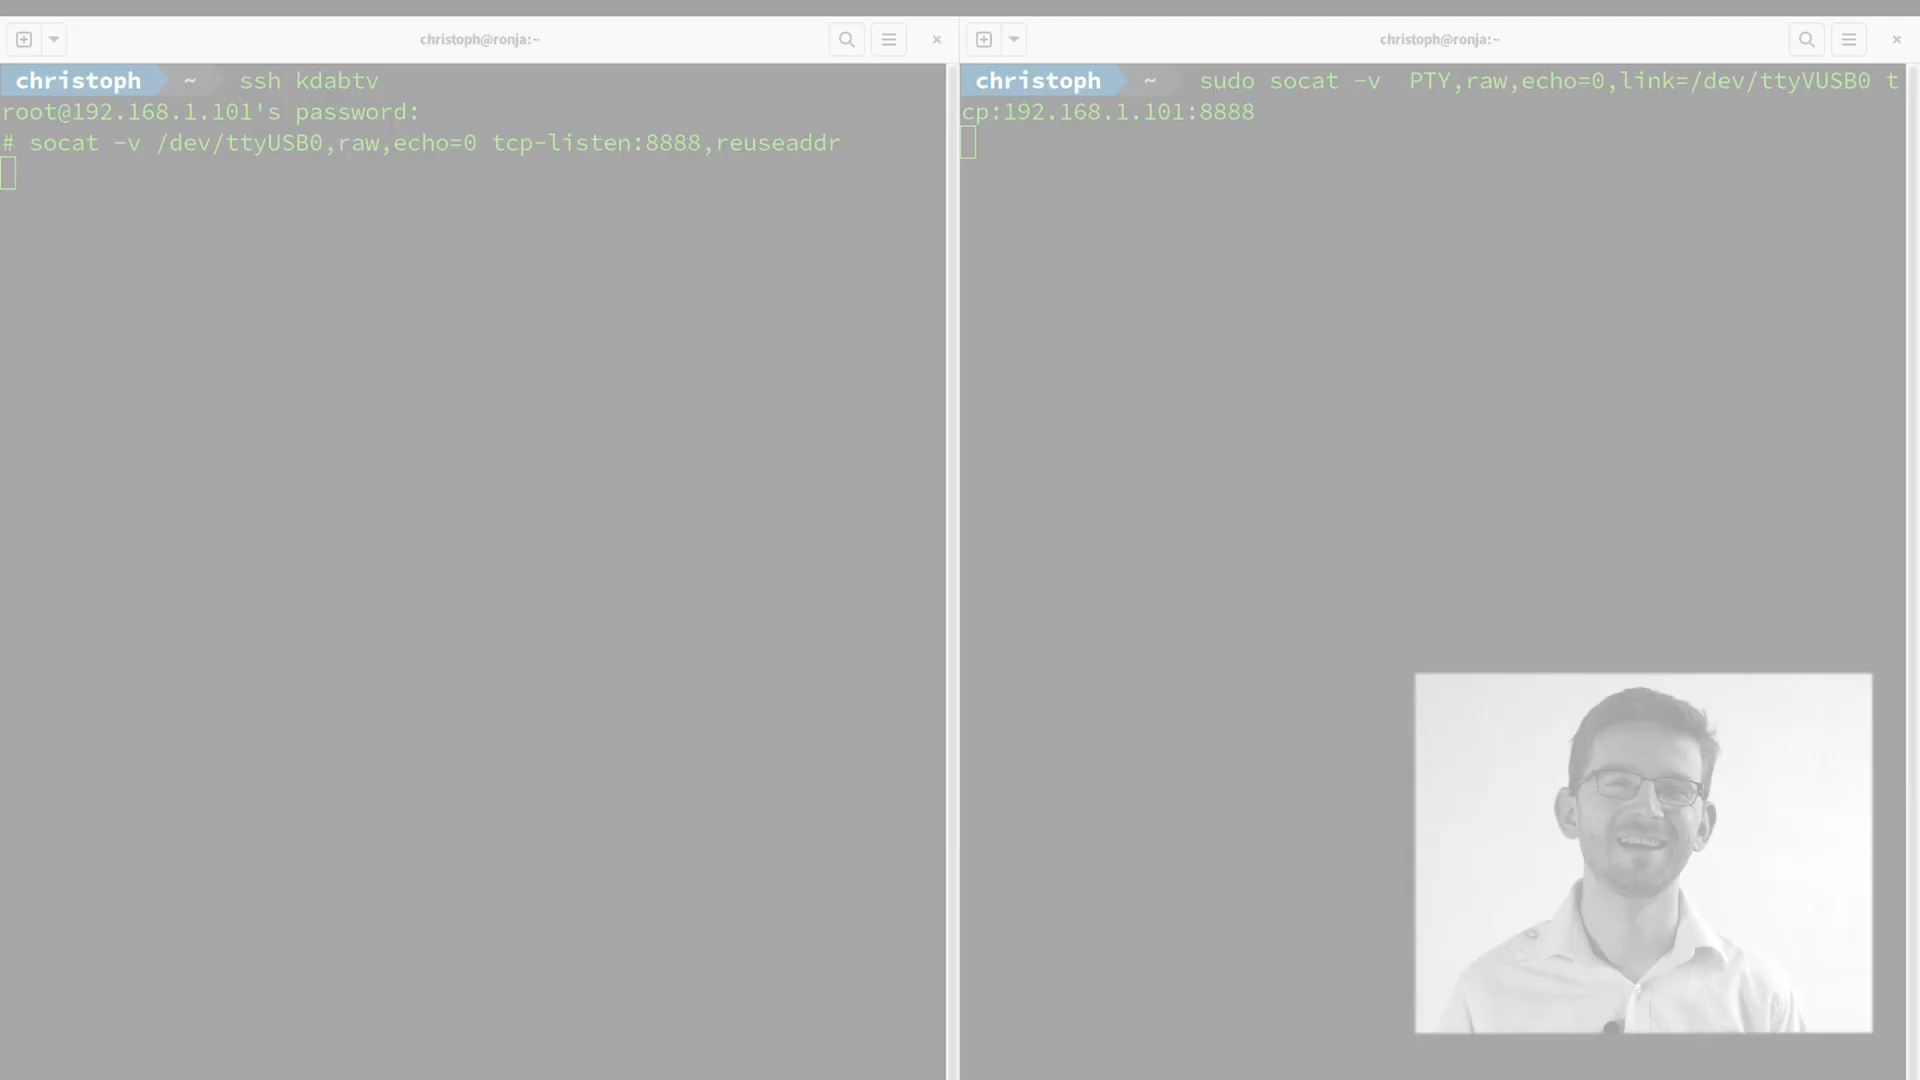 christoph@ronja:~
christoph ~ ssh kdabtv
root@192.168.1.101's password:
# socat -v /dev/ttyUSB0,raw,echo=0 tcp-listen:8888,reuseaddr
christoph@ronja:~
christoph ~ sudo socat -v  PTY,raw,echo=0,link=/dev/ttyVUSB0 t
cp:192.168.1.101:8888